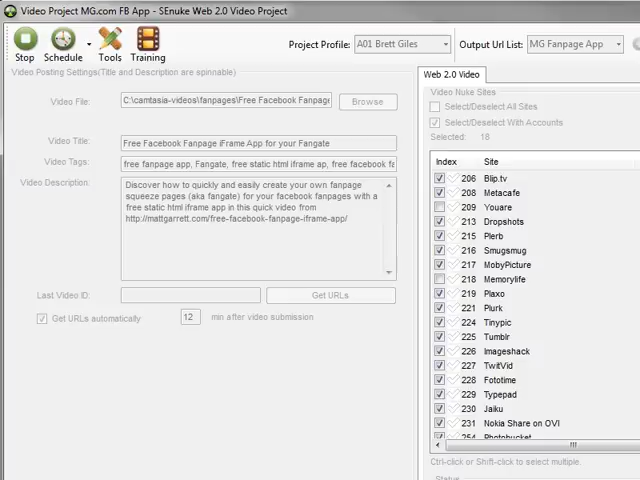 Video Project MG.com FB App - SEnuke Web 2.0 Video Project
Stop Schedule Tools Training
Project Profile: A01 Brett Giles Output Url List: MG Fanpage App
Video Posting Settings(Title and Description are spinnable)
Video File: C:\camtasia-videos\fanpages\Free Facebook Fanpage Browse
Video Title: Free Facebook Fanpage iFrame App for your Fangate
Video Tags: free fanpage app, Fangate, free static html iframe ap, free facebook fa
Video Description: Discover how to quickly and easily create your own fanpage
squeeze pages (aka fangate) for your facebook fanpages with a
free static html iframe app in this quick video from
http://mattgarrett.com/free-facebook-fanpage-iframe-app/
Last Video ID: Get URLs
Get URLs automatically 12 min after video submission
Web 2.0 Video
Video Nuke Sites
Select/Deselect All Sites
Select/Deselect With Accounts
Selected: 18
Index Site
206 Blip.tv
208 Metacafe
209 Youare
213 Dropshots
215 Plerb
216 Smugsmug
217 MobyPicture
218 Memorylife
219 Plaxo
221 Plurk
224 Tinypic
225 Tumblr
226 Imageshack
227 TwitVid
228 Fototime
229 Typepad
230 Jaiku
231 Nokia Share on OVI
254 Photobucket
Ctrl-click or Shift-click to select multiple.
Status